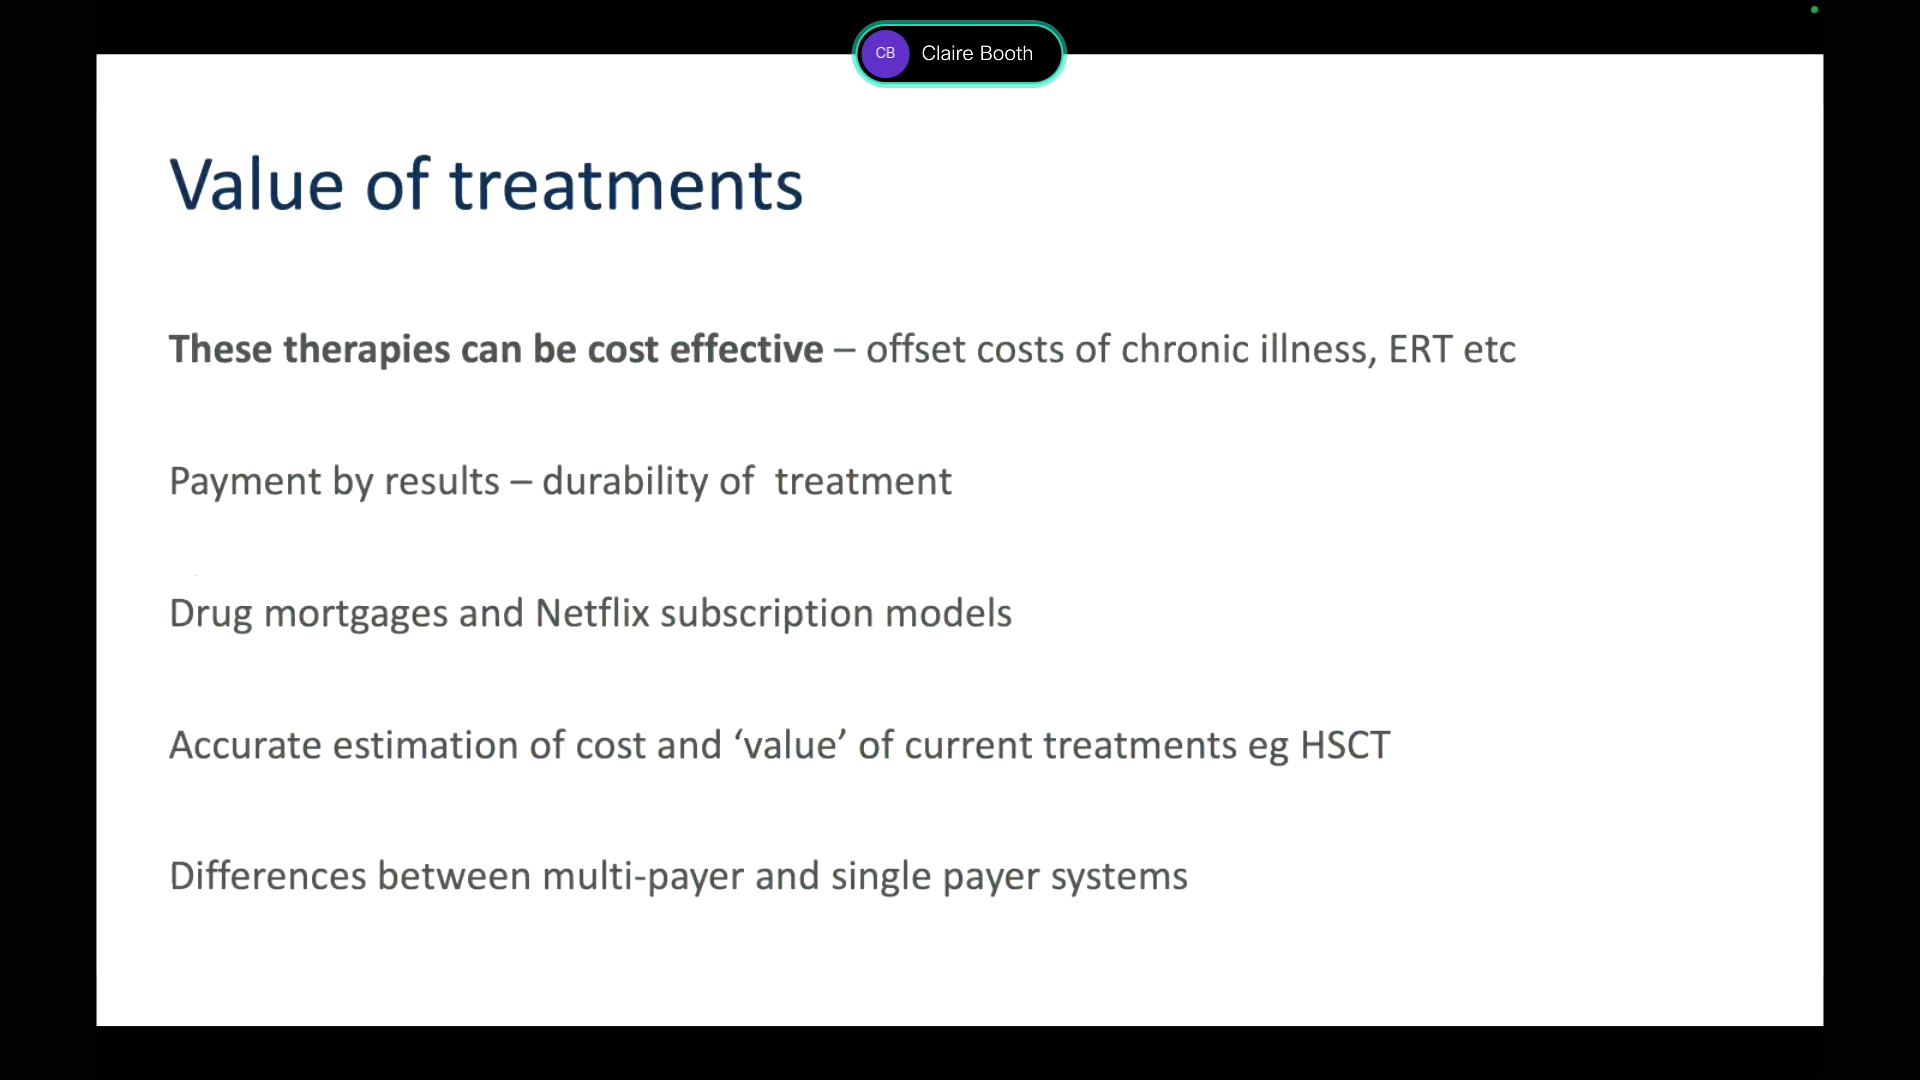 CB Claire Booth
Value of treatments
These therapies can be cost effective – offset costs of chronic illness, ERT etc
Payment by results – durability of  treatment
Drug mortgages and Netflix subscription models
Accurate estimation of cost and ‘value’ of current treatments eg HSCT
Differences between multi-payer and single payer systems